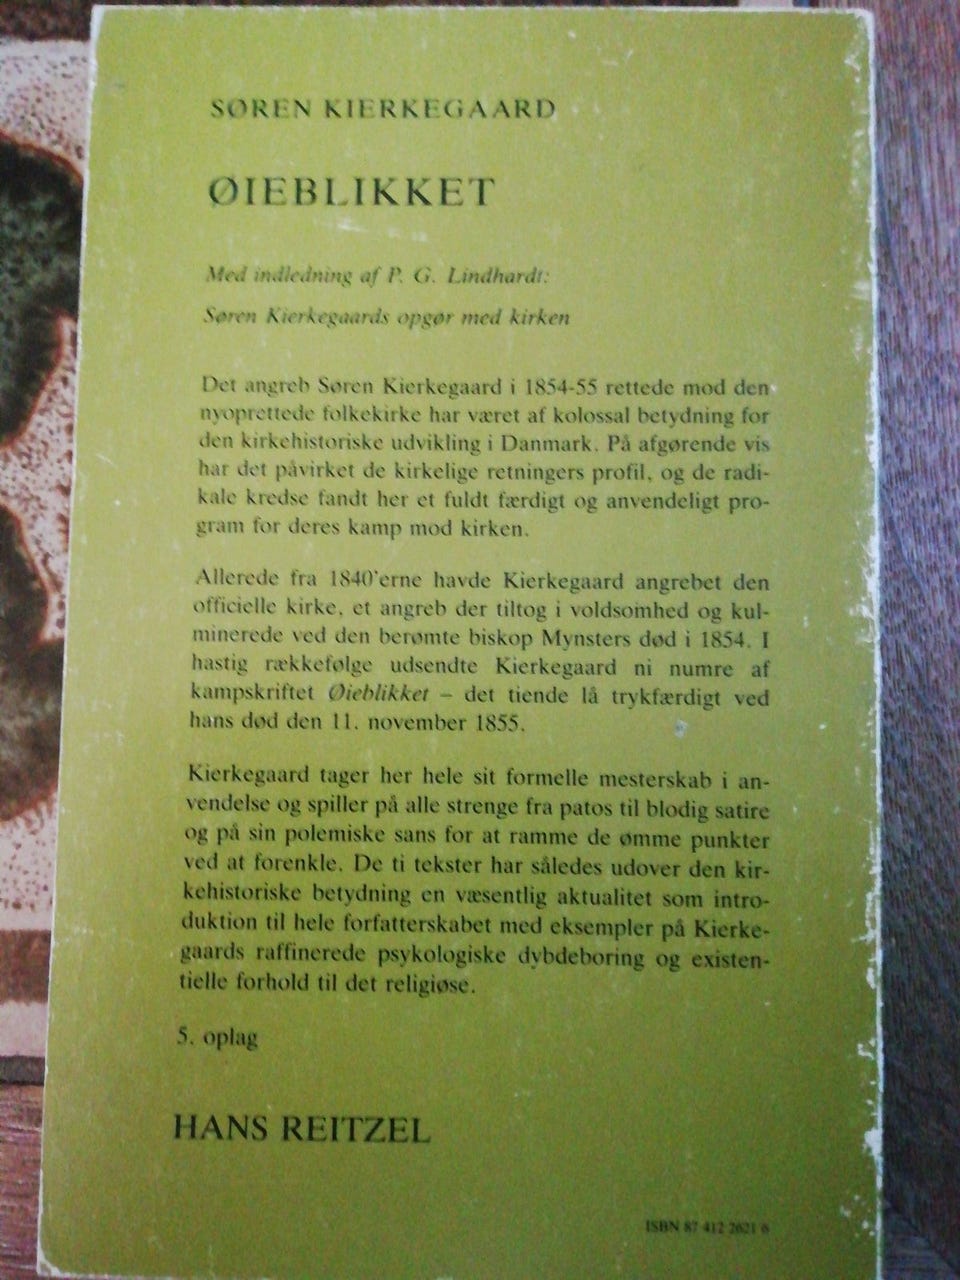 SØREN KIERKEGAARD
ØIEBLIKKET
Med indledning af P. G. Lindhardt:
Søren Kierkegaards opgør med kirken
Det angreb Søren Kierkegaard i 1854-55 rettede mod den
nyoprettede folkekirke har været af kolossal betydning for
den kirkehistoriske udvikling i Danmark. På afgørende vis
har det påvirket de kirkelige retningers profil, og de radi-
kale kredse fandt her et fuldt færdigt og anvendeligt pro-
gram for deres kamp mod kirken.
Allerede fra 1840'erne havde Kierkegaard angrebet den
officielle kirke, et angreb der tiltog i voldsomhed og kul-
minerede ved den berømte biskop Mynsters død i 1854. I
hastig rækkefølge udsendte Kierkegaard ni numre af
kampskriftet Øieblikket – det tiende lå trykfærdigt ved
hans død den 11. november 1855.
Kierkegaard tager her hele sit formelle mesterskab i an-
vendelse og spiller på alle strenge fra patos til blodig satire
og på sin polemiske sans for at ramme de ømme punkter
ved at forenkle. De ti tekster har således udover den kir-
kehistoriske betydning en væsentlig aktualitet som intro-
duktion til hele forfatterskabet med eksempler på Kierke-
gaards raffinerede psykologiske dybdeboring og existen-
tielle forhold til det religiøse.
5. oplag
HANS REITZEL
ISBN 87 412 2621 6